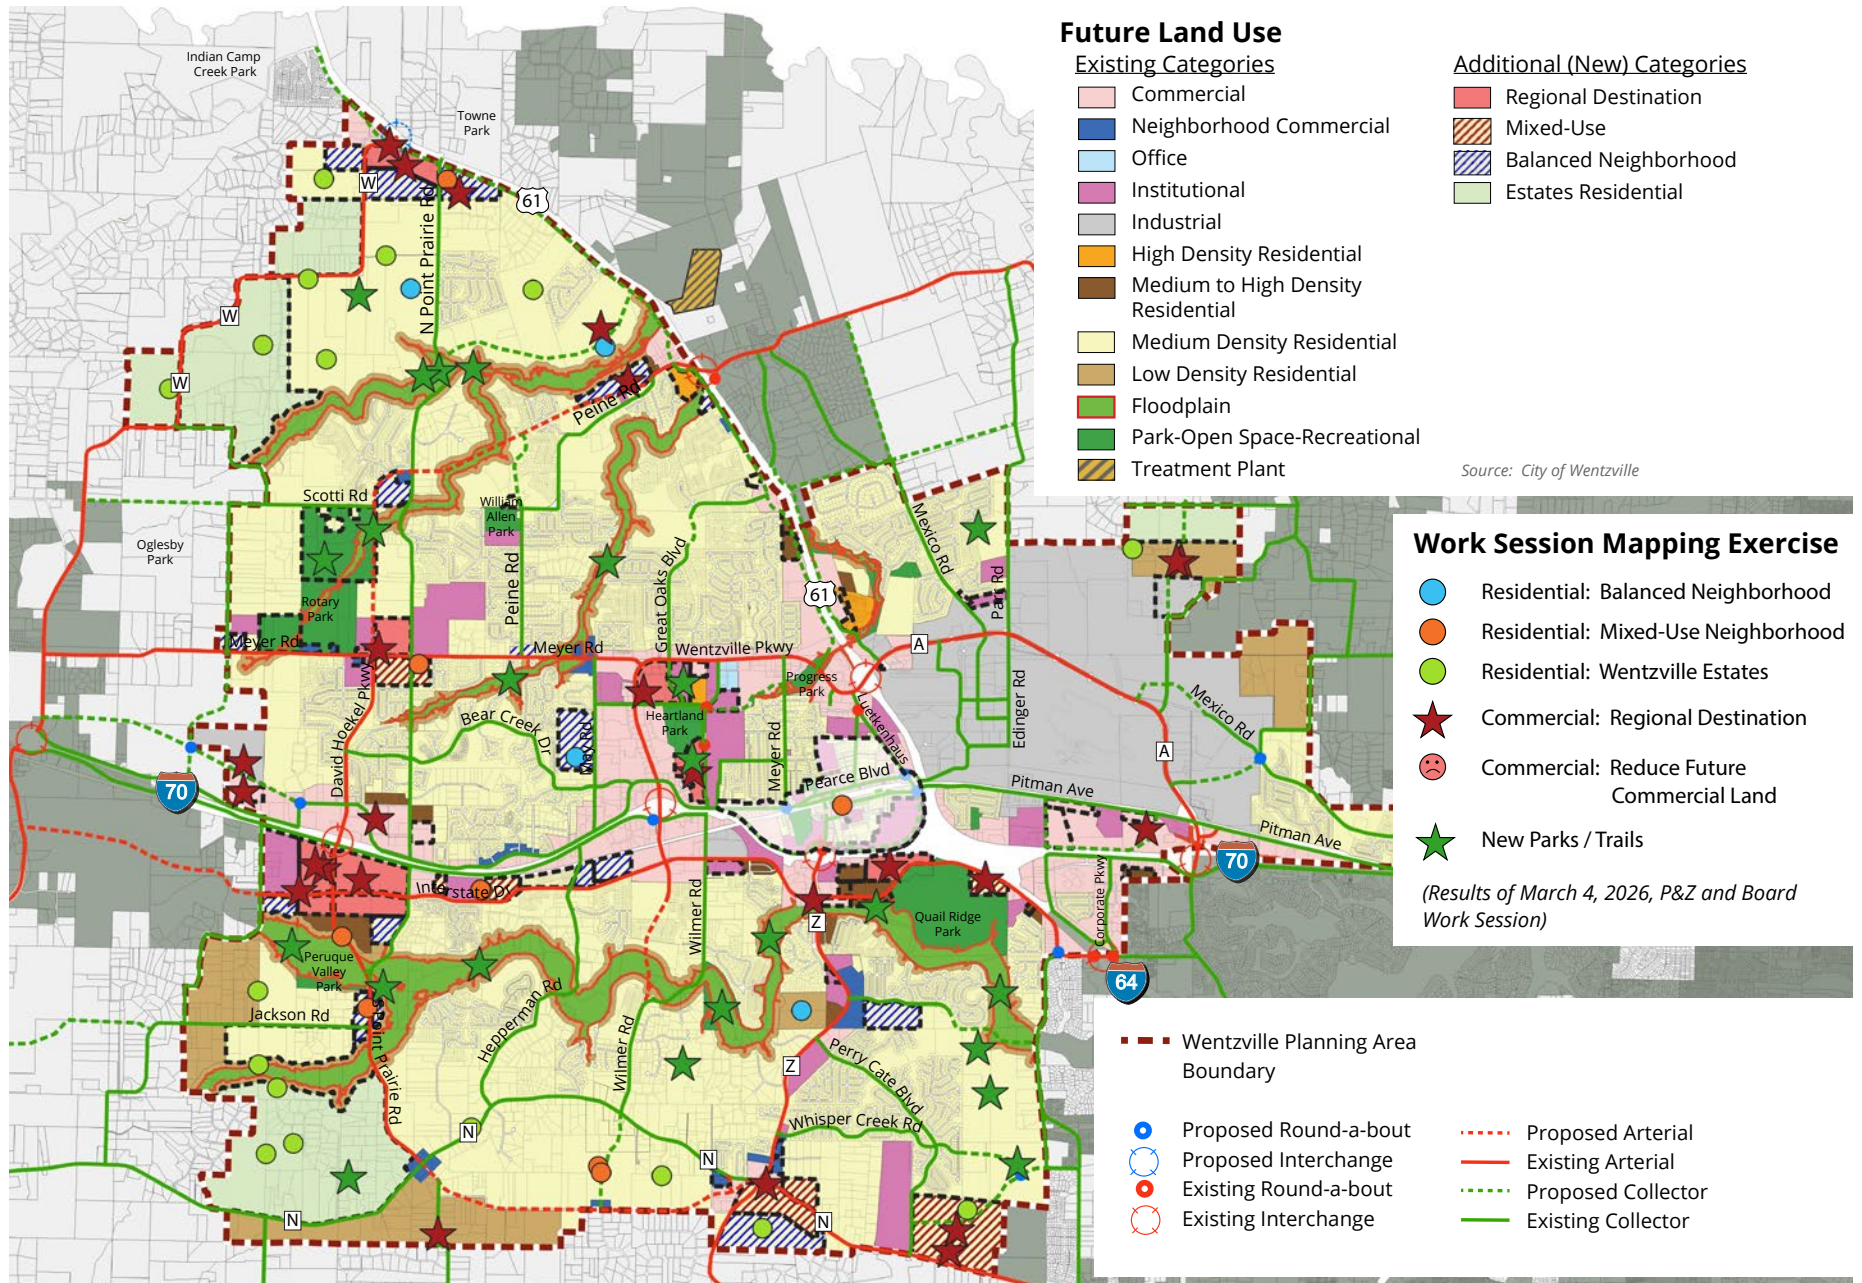 Future Land Use
Existing Categories
Commercial
Neighborhood Commercial
Office
Institutional
Industrial
High Density Residential
Medium to High Density
Residential
Medium Density Residential
Low Density Residential
Floodplain
Park-Open Space-Recreational
Treatment Plant
Additional (New) Categories
Regional Destination
Mixed-Use
Balanced Neighborhood
Estates Residential
Source: City of Wentzville
Work Session Mapping Exercise
Residential: Balanced Neighborhood
Residential: Mixed-Use Neighborhood
Residential: Wentzville Estates
Commercial: Regional Destination
Commercial: Reduce Future
Commercial Land
New Parks / Trails
(Results of March 4, 2026, P&Z and Board
Work Session)
Wentzville Planning Area
Boundary
Proposed Round-a-bout
Proposed Interchange
Existing Round-a-bout
Existing Interchange
Proposed Arterial
Existing Arterial
Proposed Collector
Existing Collector
Indian Camp
Creek Park
Towne
Park
61
W
N Point Prairie Rd
W
W
Peine Rd
Scotti Rd
William
Allen
Park
Oglesby
Park
Rotary
Park
Peine Rd
Great Oaks Blvd
Mexico Rd
Parr Rd
61
Meyer Rd
Meyer Rd
Wentzville Pkwy
A
Progress
Park
David Hoekel Pkwy
Bear Creek Dr
May Rd
Heartland
Park
Meyer Rd
Luetkenhaus
Edinger Rd
Mexico Rd
A
70
Pearce Blvd
Pitman Ave
Pitman Ave
70
Interstate Dr
Wilmer Rd
Z
Quail Ridge
Park
Corporate Pkwy
64
Peruque
Valley
Park
Jackson Rd
S Point Prairie Rd
Hepperman Rd
Wilmer Rd
Z
Perry Cate Blvd
Whisper Creek Rd
N
N
N
N